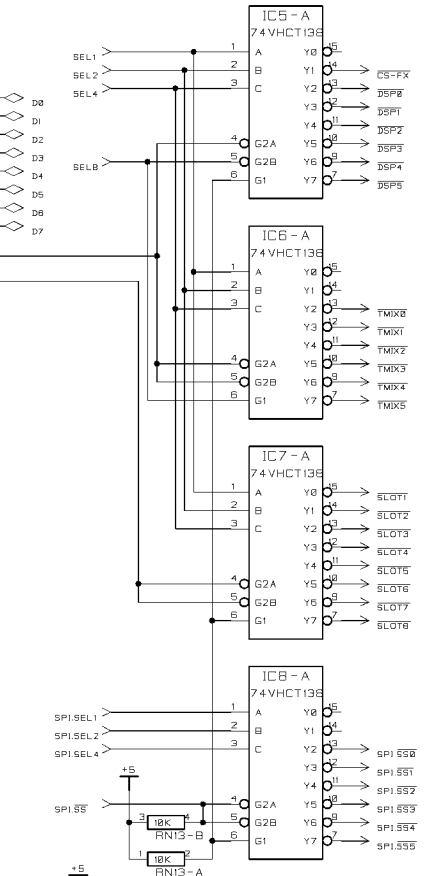 IC5-A
74VHCT138
SEL1
SEL2
SEL4
SEL8
1 A Y0 15
2 B Y1 14 CS-FX
3 C Y2 13 DSP0
Y3 12 DSP1
Y4 11 DSP2
4 G2A Y5 10 DSP3
5 G2B Y6 9 DSP4
6 G1 Y7 7 DSP5
D0
D1
D2
D3
D4
D5
D6
D7
IC6-A
74VHCT138
1 A Y0 15
2 B Y1 14
3 C Y2 13 TMIX0
Y3 12 TMIX1
Y4 11 TMIX2
4 G2A Y5 10 TMIX3
5 G2B Y6 9 TMIX4
6 G1 Y7 7 TMIX5
IC7-A
74VHCT138
1 A Y0 15 SLOT1
2 B Y1 14 SLOT2
3 C Y2 13 SLOT3
Y3 12 SLOT4
Y4 11 SLOT5
4 G2A Y5 10 SLOT6
5 G2B Y6 9 SLOT7
6 G1 Y7 7 SLOT8
IC8-A
74VHCT138
SPI.SEL1 1 A Y0 15
SPI.SEL2 2 B Y1 14
SPI.SEL4 3 C Y2 13 SPI.SS0
Y3 12 SPI.SS1
Y4 11 SPI.SS2
+5
SPI.SS 4 G2A Y5 10 SPI.SS3
3 10K 4 5 G2B Y6 9 SPI.SS4
RN13-B
6 G1 Y7 7 SPI.SS5
1 10K 2
RN13-A
+5